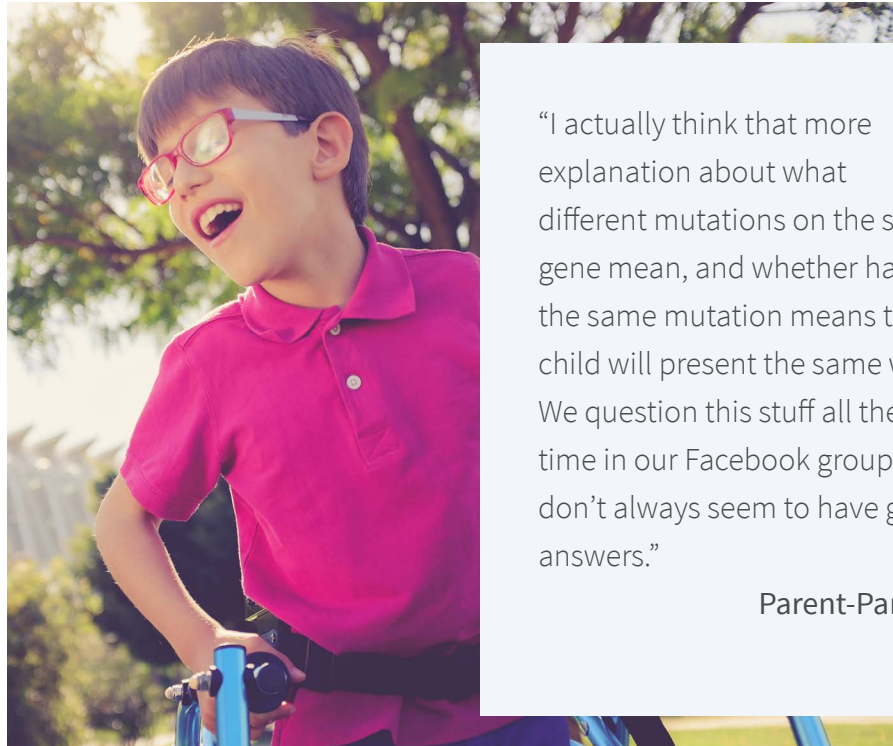 “I actually think that more
explanation about what
different mutations on the
gene mean, and whether
the same mutation means
child will present the same
We question this stuff all the
time in our Facebook group
don’t always seem to have
answers.”